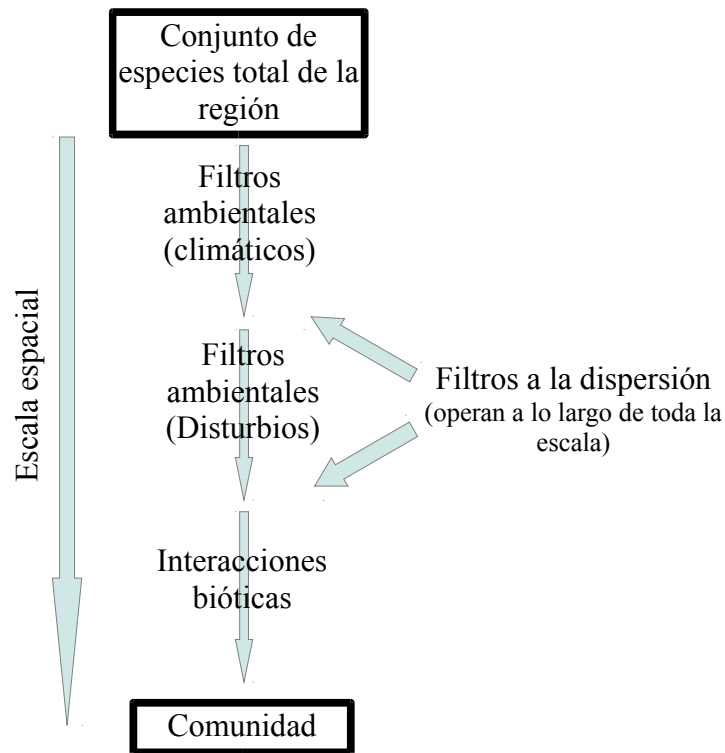 Conjunto de
especies total de la
región
Filtros
ambientales
(climáticos)
Escala espacial
Filtros
ambientales
(Disturbios)
Filtros a la dispersión
(operan a lo largo de toda la
escala)
Interacciones
bióticas
Comunidad